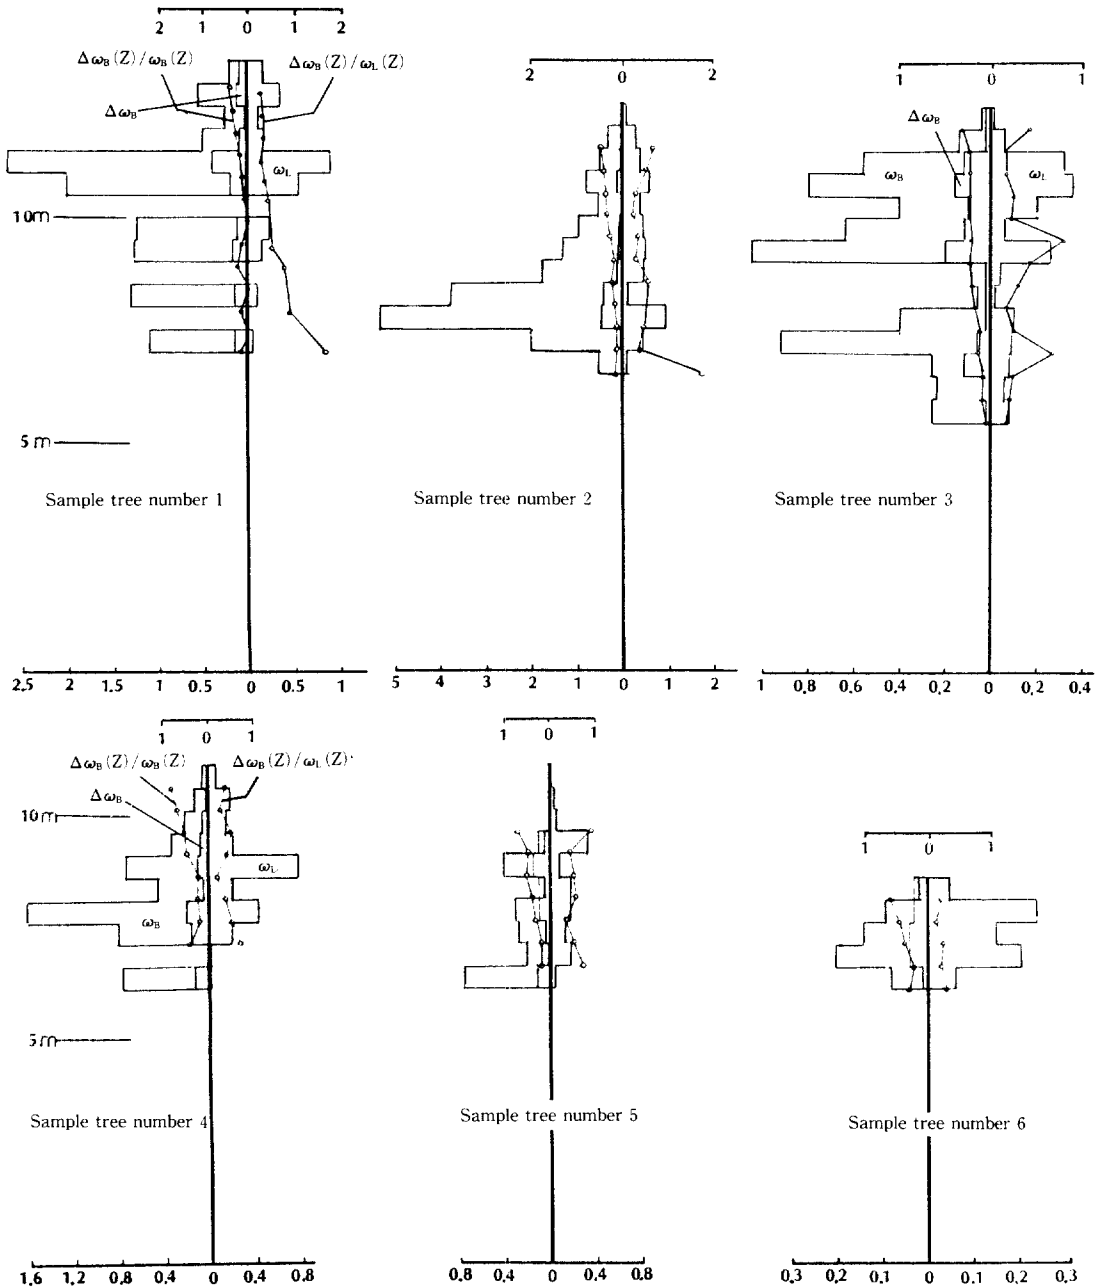 2 1 0 1 2
Δω_B(Z)/ω_B(Z) Δω_B(Z)/ω_L(Z)
Δω_B
ω_L
10m
5m
Sample tree number 1
2.5 2 1.5 1 0.5 0 0.5 1
2 0 2
Sample tree number 2
5 4 3 2 1 0 1 2
1 0 1
Δω_B
ω_B ω_L
Sample tree number 3
1 0.8 0.6 0.4 0.2 0 0.2 0.4
1 0 1
Δω_B(Z)/ω_B(Z) Δω_B(Z)/ω_L(Z)
Δω_B
10m
ω_L
ω_B
5m
Sample tree number 4
1.6 1.2 0.8 0.4 0 0.4 0.8
1 0 1
Sample tree number 5
0.8 0.4 0 0.4 0.8
1 0 1
Sample tree number 6
0.3 0.2 0.1 0 0.1 0.2 0.3